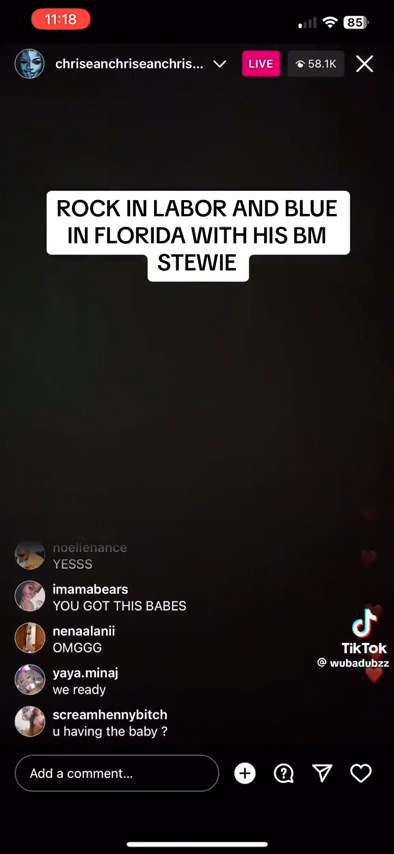 11:18
85
chriseanchriseanchris...
LIVE
58.1K
ROCK IN LABOR AND BLUE
IN FLORIDA WITH HIS BM
STEWIE
noelienance
YESSS
imamabears
YOU GOT THIS BABES
nenaalanii
OMGGG
yaya.minaj
we ready
screamhennybitch
u having the baby ?
TikTok
@ wubadubzz
Add a comment...